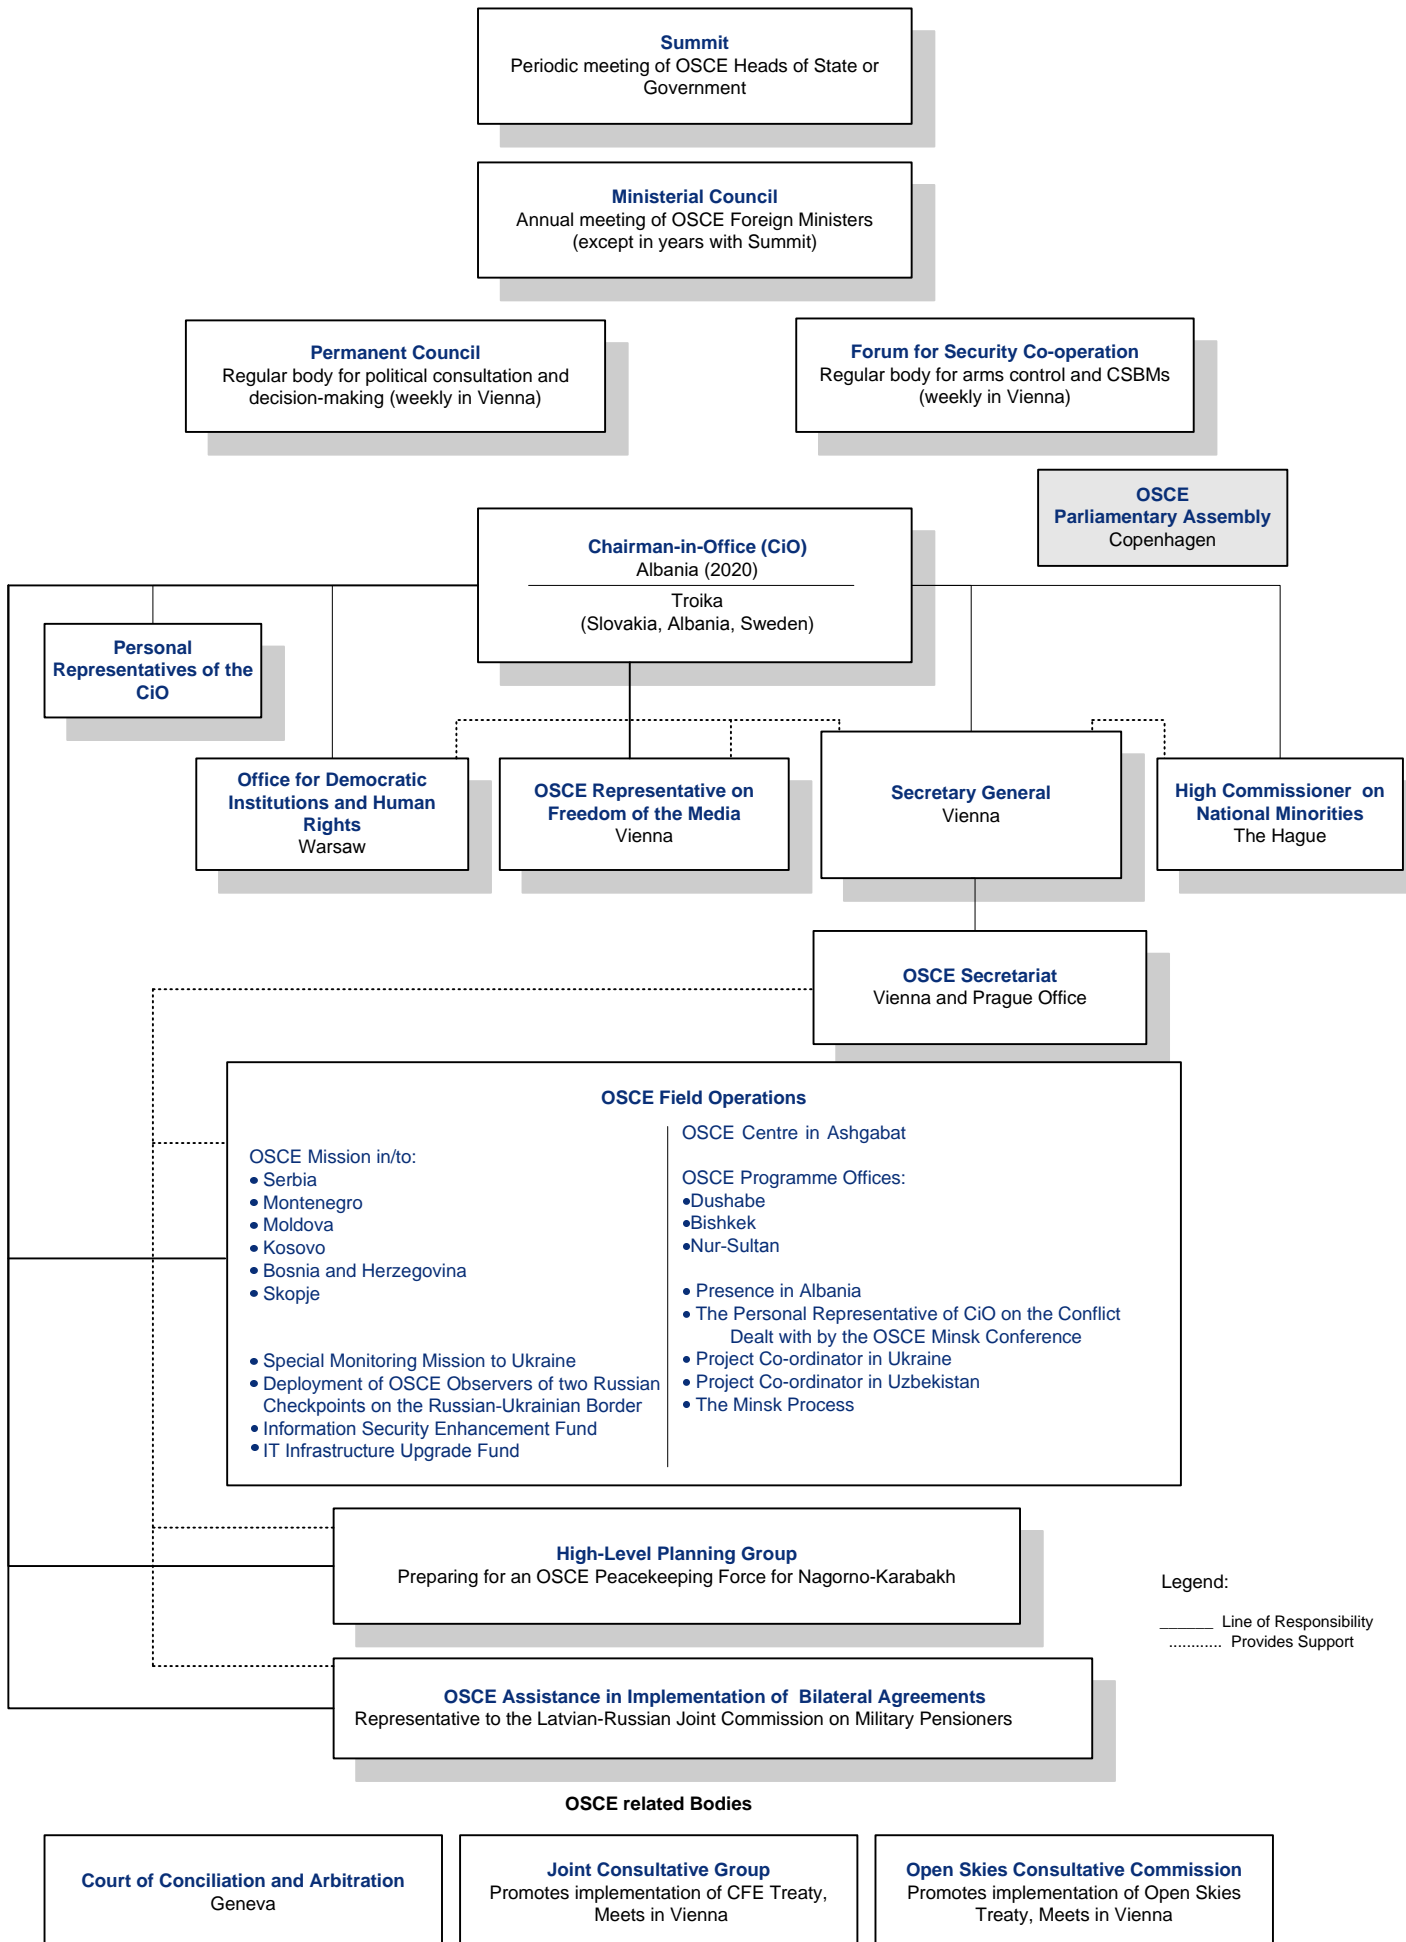 Summit
Periodic meeting of OSCE Heads of State or
Government
Ministerial Council
Annual meeting of OSCE Foreign Ministers
(except in years with Summit)
Permanent Council
Regular body for political consultation and
decision-making (weekly in Vienna)
Forum for Security Co-operation
Regular body for arms control and CSBMs
(weekly in Vienna)
OSCE
Parliamentary Assembly
Copenhagen
Chairman-in-Office (CiO)
Albania (2020)
Troika
(Slovakia, Albania, Sweden)
Personal
Representatives of the
CiO
Office for Democratic
Institutions and Human
Rights
Warsaw
OSCE Representative on
Freedom of the Media
Vienna
Secretary General
Vienna
High Commissioner on
National Minorities
The Hague
OSCE Secretariat
Vienna and Prague Office
OSCE Field Operations
OSCE Mission in/to:
• Serbia
• Montenegro
• Moldova
• Kosovo
• Bosnia and Herzegovina
• Skopje
• Special Monitoring Mission to Ukraine
• Deployment of OSCE Observers of two Russian
Checkpoints on the Russian-Ukrainian Border
• Information Security Enhancement Fund
• IT Infrastructure Upgrade Fund
OSCE Centre in Ashgabat
OSCE Programme Offices:
•Dushabe
•Bishkek
•Nur-Sultan
• Presence in Albania
• The Personal Representative of CiO on the Conflict
Dealt with by the OSCE Minsk Conference
• Project Co-ordinator in Ukraine
• Project Co-ordinator in Uzbekistan
• The Minsk Process
High-Level Planning Group
Preparing for an OSCE Peacekeeping Force for Nagorno-Karabakh
Legend:
______ Line of Responsibility
............ Provides Support
OSCE Assistance in Implementation of Bilateral Agreements
Representative to the Latvian-Russian Joint Commission on Military Pensioners
OSCE related Bodies
Court of Conciliation and Arbitration
Geneva
Joint Consultative Group
Promotes implementation of CFE Treaty,
Meets in Vienna
Open Skies Consultative Commission
Promotes implementation of Open Skies
Treaty, Meets in Vienna